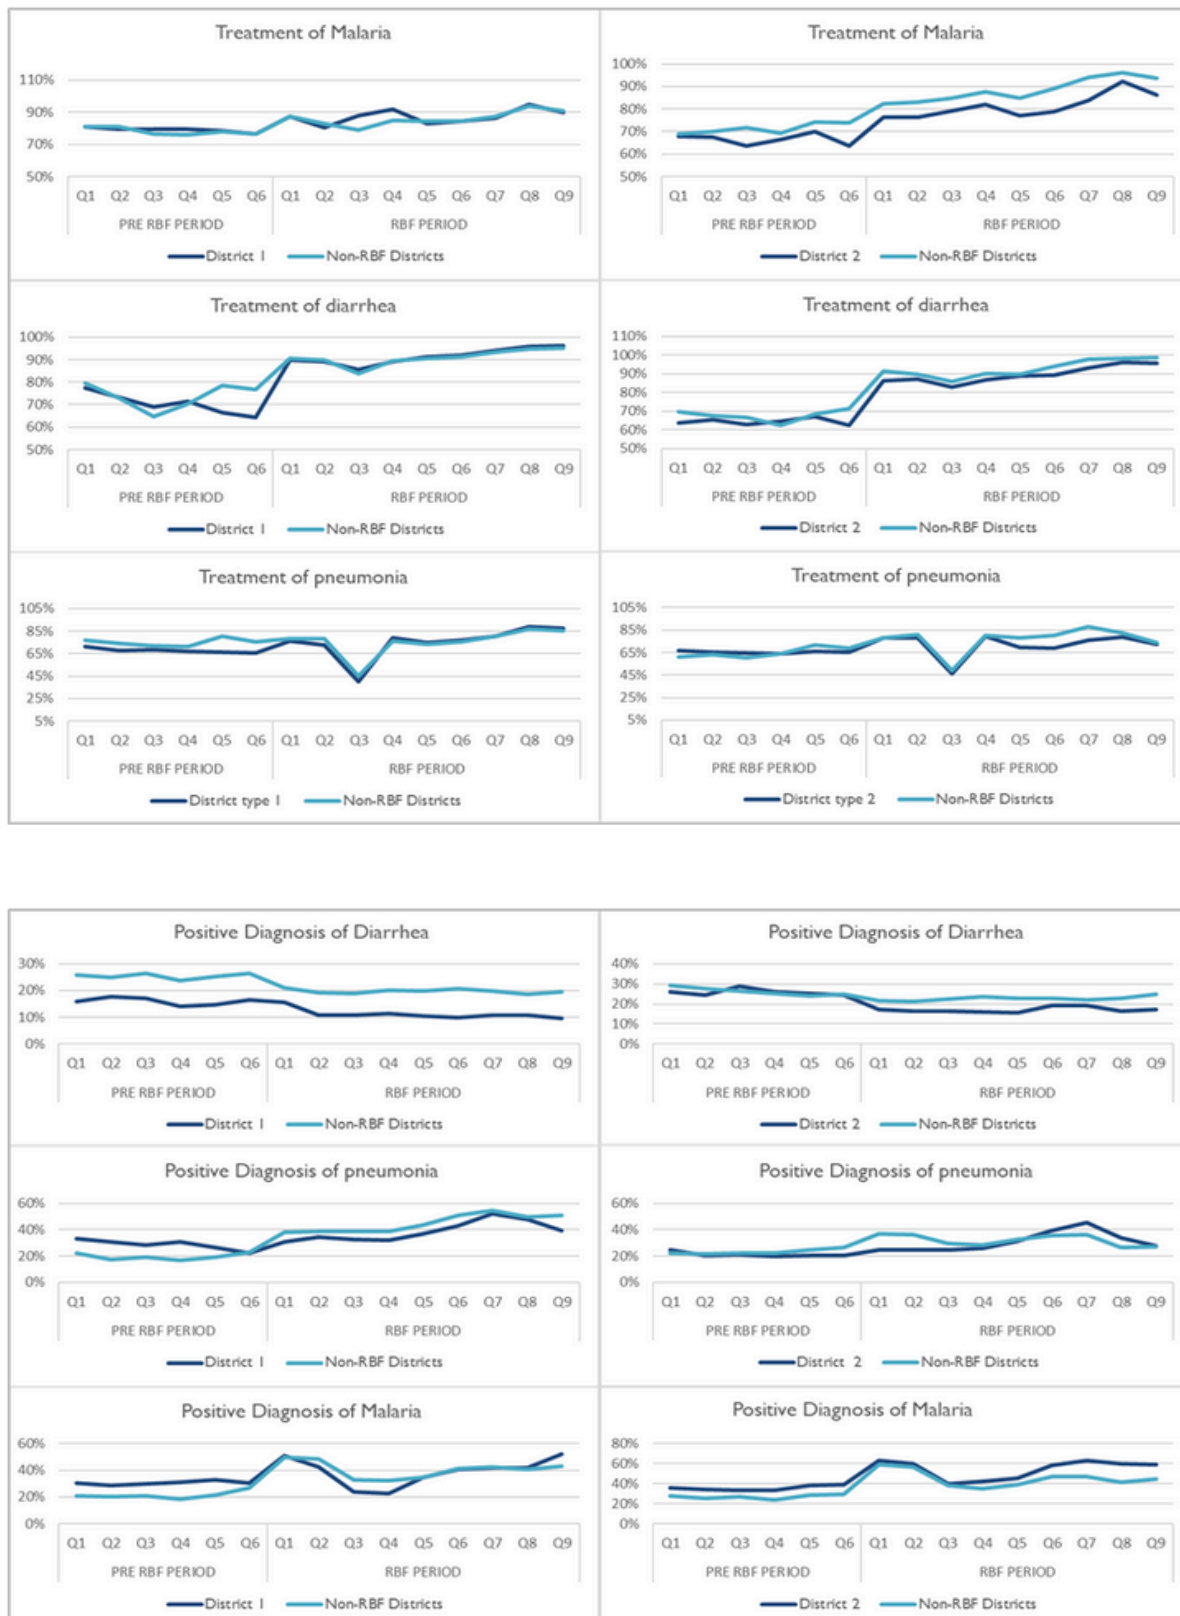 Treatment of Malaria
110%
90%
70%
50%
Q1 Q2 Q3 Q4 Q5 Q6 Q1 Q2 Q3 Q4 Q5 Q6 Q7 Q8 Q9
PRE RBF PERIOD RBF PERIOD
District 1 Non-RBF Districts
Treatment of Malaria
100%
90%
80%
70%
60%
50%
Q1 Q2 Q3 Q4 Q5 Q6 Q1 Q2 Q3 Q4 Q5 Q6 Q7 Q8 Q9
PRE RBF PERIOD RBF PERIOD
District 2 Non-RBF Districts
Treatment of diarrhea
100%
90%
80%
70%
60%
50%
Q1 Q2 Q3 Q4 Q5 Q6 Q1 Q2 Q3 Q4 Q5 Q6 Q7 Q8 Q9
PRE RBF PERIOD RBF PERIOD
District 1 Non-RBF Districts
Treatment of diarrhea
110%
100%
90%
80%
70%
60%
50%
Q1 Q2 Q3 Q4 Q5 Q6 Q1 Q2 Q3 Q4 Q5 Q6 Q7 Q8 Q9
PRE RBF PERIOD RBF PERIOD
District 2 Non-RBF Districts
Treatment of pneumonia
105%
85%
65%
45%
25%
5%
Q1 Q2 Q3 Q4 Q5 Q6 Q1 Q2 Q3 Q4 Q5 Q6 Q7 Q8 Q9
PRE RBF PERIOD RBF PERIOD
District type 1 Non-RBF Districts
Treatment of pneumonia
105%
85%
65%
45%
25%
5%
Q1 Q2 Q3 Q4 Q5 Q6 Q1 Q2 Q3 Q4 Q5 Q6 Q7 Q8 Q9
PRE RBF PERIOD RBF PERIOD
District type 2 Non-RBF Districts
Positive Diagnosis of Diarrhea
30%
20%
10%
0%
Q1 Q2 Q3 Q4 Q5 Q6 Q1 Q2 Q3 Q4 Q5 Q6 Q7 Q8 Q9
PRE RBF PERIOD RBF PERIOD
District 1 Non-RBF Districts
Positive Diagnosis of Diarrhea
40%
30%
20%
10%
0%
Q1 Q2 Q3 Q4 Q5 Q6 Q1 Q2 Q3 Q4 Q5 Q6 Q7 Q8 Q9
PRE RBF PERIOD RBF PERIOD
District 2 Non-RBF Districts
Positive Diagnosis of pneumonia
60%
40%
20%
0%
Q1 Q2 Q3 Q4 Q5 Q6 Q1 Q2 Q3 Q4 Q5 Q6 Q7 Q8 Q9
PRE RBF PERIOD RBF PERIOD
District 1 Non-RBF Districts
Positive Diagnosis of pneumonia
60%
40%
20%
0%
Q1 Q2 Q3 Q4 Q5 Q6 Q1 Q2 Q3 Q4 Q5 Q6 Q7 Q8 Q9
PRE RBF PERIOD RBF PERIOD
District 2 Non-RBF Districts
Positive Diagnosis of Malaria
60%
40%
20%
0%
Q1 Q2 Q3 Q4 Q5 Q6 Q1 Q2 Q3 Q4 Q5 Q6 Q7 Q8 Q9
PRE RBF PERIOD RBF PERIOD
District 1 Non-RBF Districts
Positive Diagnosis of Malaria
80%
60%
40%
20%
0%
Q1 Q2 Q3 Q4 Q5 Q6 Q1 Q2 Q3 Q4 Q5 Q6 Q7 Q8 Q9
PRE RBF PERIOD RBF PERIOD
District 2 Non-RBF Districts